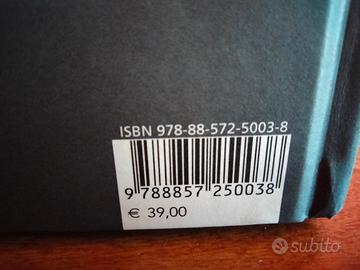 ISBN 978-88-572-5003-8
9 788857 250038
€ 39,00
subito